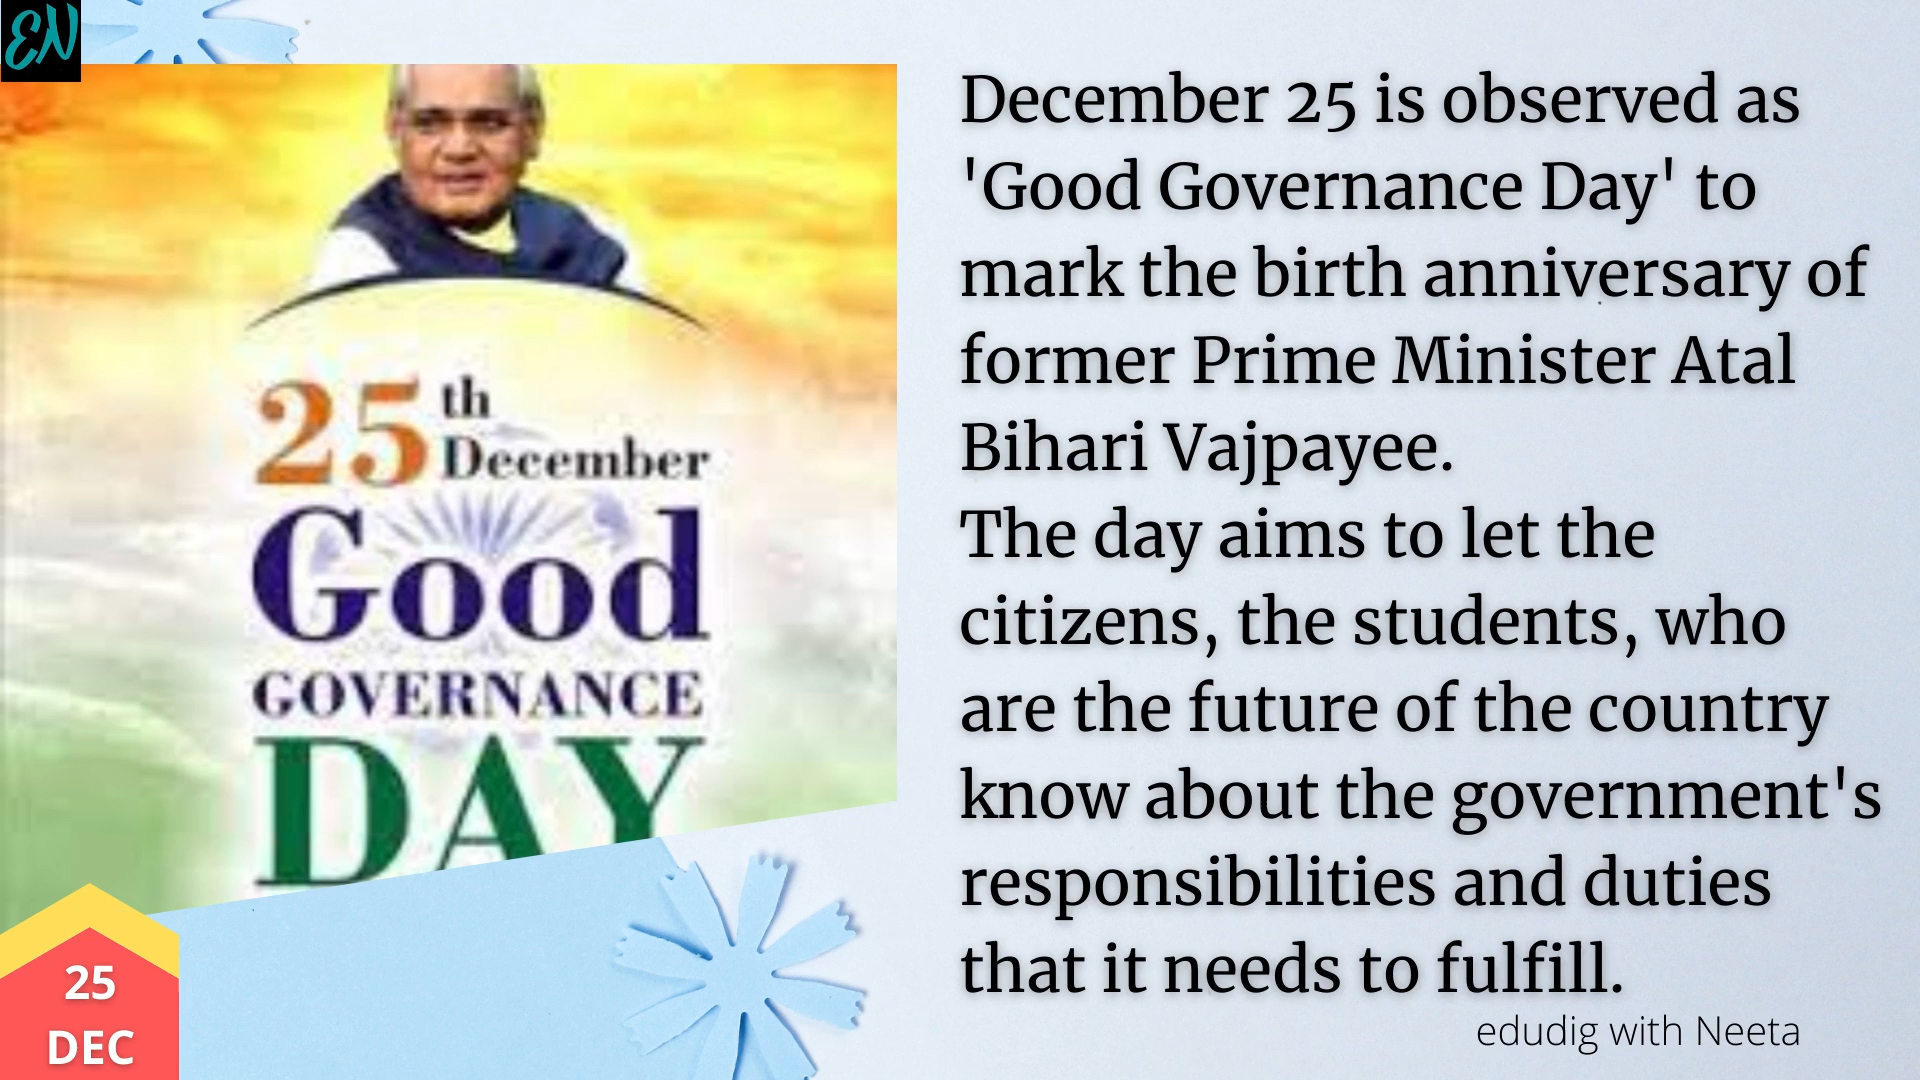 EN
25th
December
Good
GOVERNANCE
DAY
25
DEC
December 25 is observed as
'Good Governance Day' to
mark the birth anniversary of
former Prime Minister Atal
Bihari Vajpayee.
The day aims to let the
citizens, the students, who
are the future of the country
know about the government's
responsibilities and duties
that it needs to fulfill.
edudig with Neeta